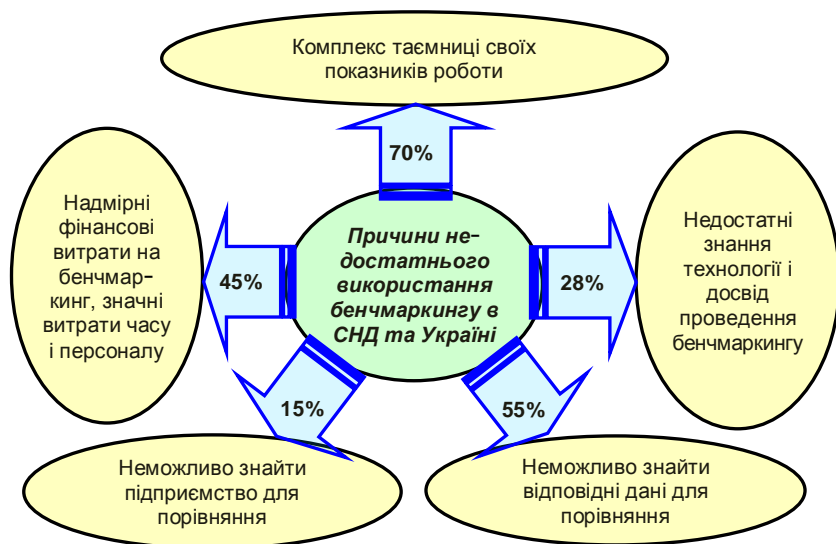 Комплекс таємниці своїх
показників роботи
70%
Надмірні
фінансові
витрати на
бенчмар-
кинг, значні
витрати часу
і персоналу
45%
Причини не-
достатнього
використання
бенчмаркингу в
СНД та Україні
28%
Недостатні
знання
технології і
досвід
проведення
бенчмаркингу
15%
55%
Неможливо знайти
підприємство для
порівняння
Неможливо знайти
відповідні дані для
порівняння